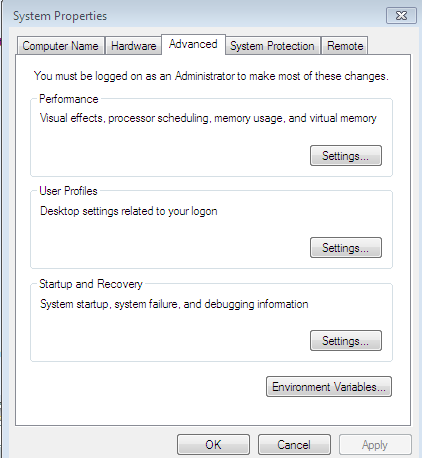 System Properties
Computer Name Hardware Advanced System Protection Remote
You must be logged on as an Administrator to make most of these changes.
Performance
Visual effects, processor scheduling, memory usage, and virtual memory
Settings...
User Profiles
Desktop settings related to your logon
Settings...
Startup and Recovery
System startup, system failure, and debugging information
Settings...
Environment Variables...
OK Cancel Apply